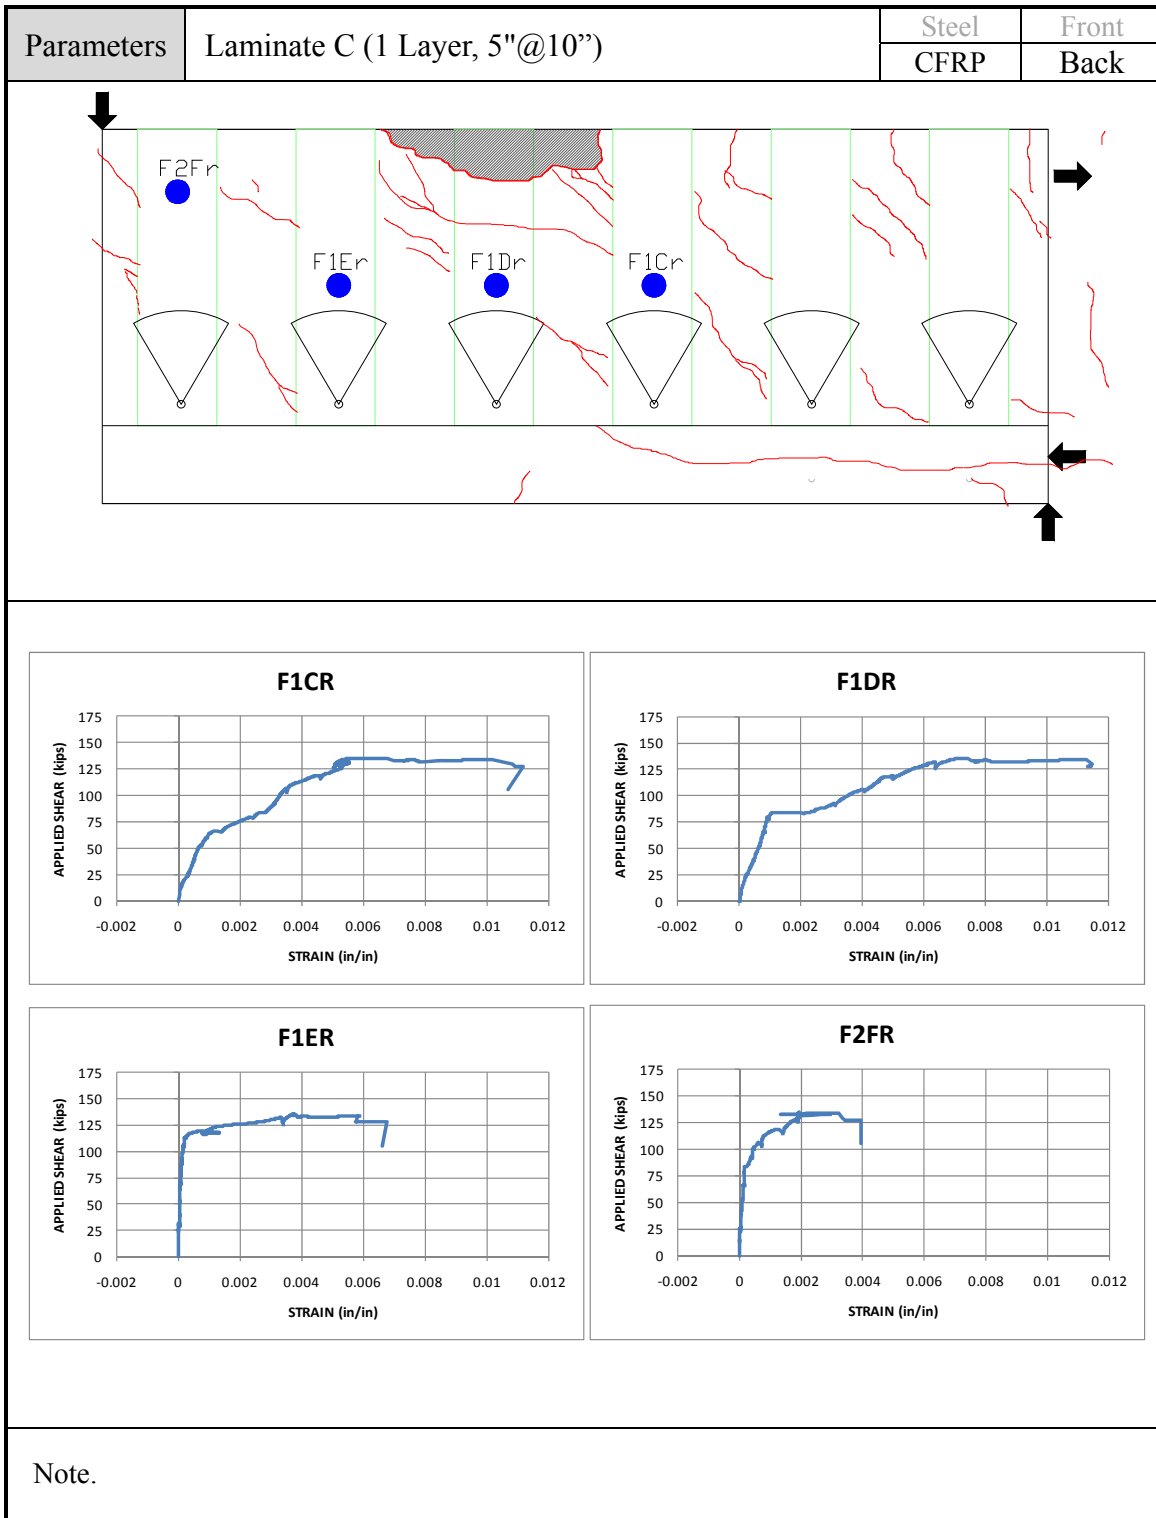 Parameters
Laminate C (1 Layer, 5"@10”)
Steel
Front
CFRP
Back
F2Fr
F1Er
F1Dr
F1Cr
F1CR
APPLIED SHEAR (kips)
175
150
125
100
75
50
25
0
-0.002 0 0.002 0.004 0.006 0.008 0.01 0.012
STRAIN (in/in)
F1DR
APPLIED SHEAR (kips)
175
150
125
100
75
50
25
0
-0.002 0 0.002 0.004 0.006 0.008 0.01 0.012
STRAIN (in/in)
F1ER
APPLIED SHEAR (kips)
175
150
125
100
75
50
25
0
-0.002 0 0.002 0.004 0.006 0.008 0.01 0.012
STRAIN (in/in)
F2FR
APPLIED SHEAR (kips)
175
150
125
100
75
50
25
0
-0.002 0 0.002 0.004 0.006 0.008 0.01 0.012
STRAIN (in/in)
Note.